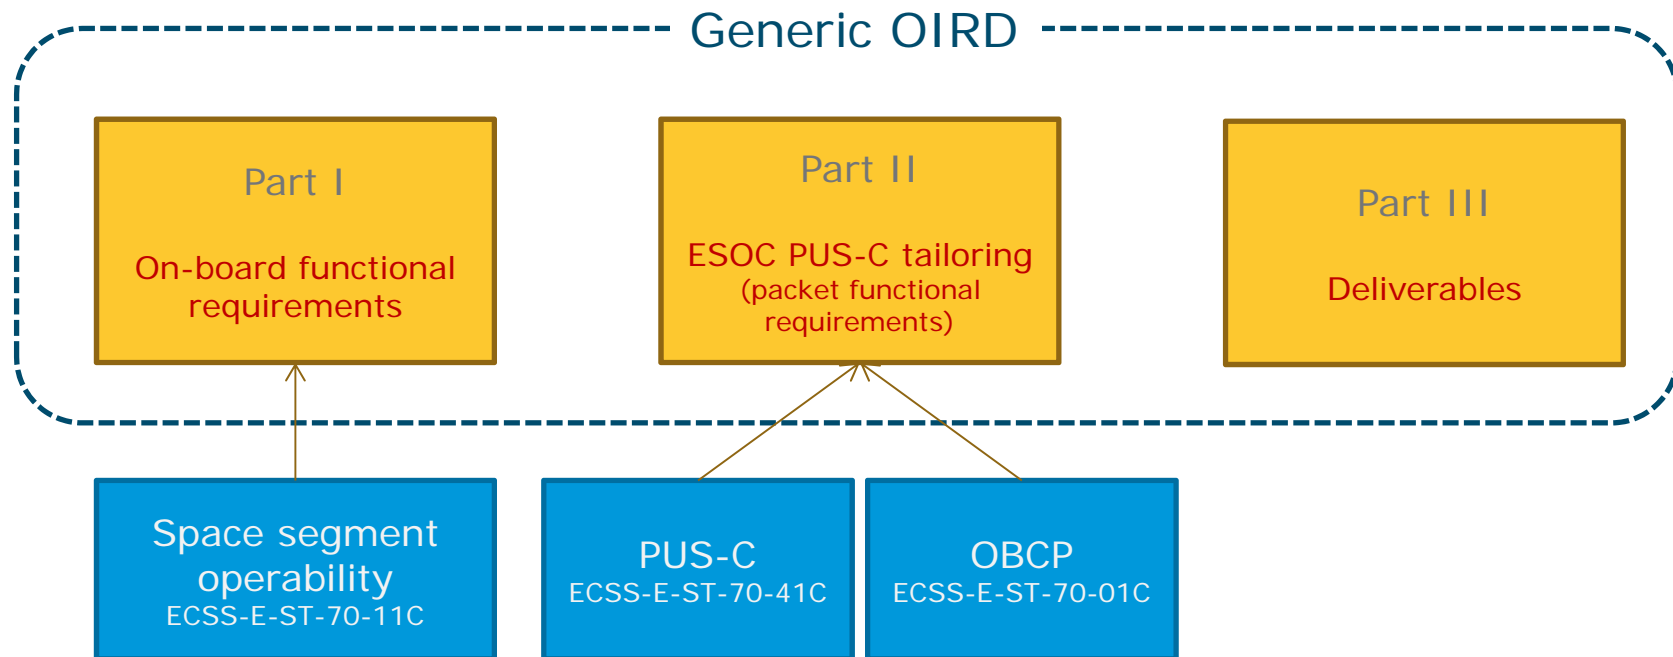 Generic OIRD
Part I
On-board functional
requirements
Part II
ESOC PUS-C tailoring
(packet functional
requirements)
Part III
Deliverables
Space segment
operability
ECSS-E-ST-70-11C
PUS-C
ECSS-E-ST-70-41C
OBCP
ECSS-E-ST-70-01C